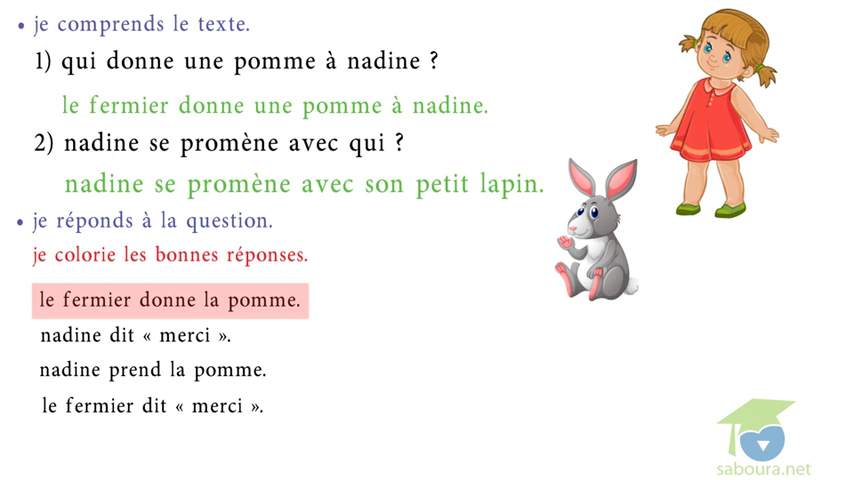 • je comprends le texte.
1) qui donne une pomme à nadine ?
le fermier donne une pomme à nadine.
2) nadine se promène avec qui ?
nadine se promène avec son petit lapin.
• je réponds à la question.
je colorie les bonnes réponses.
le fermier donne la pomme.
nadine dit « merci ».
nadine prend la pomme.
le fermier dit « merci ».
saboura.net